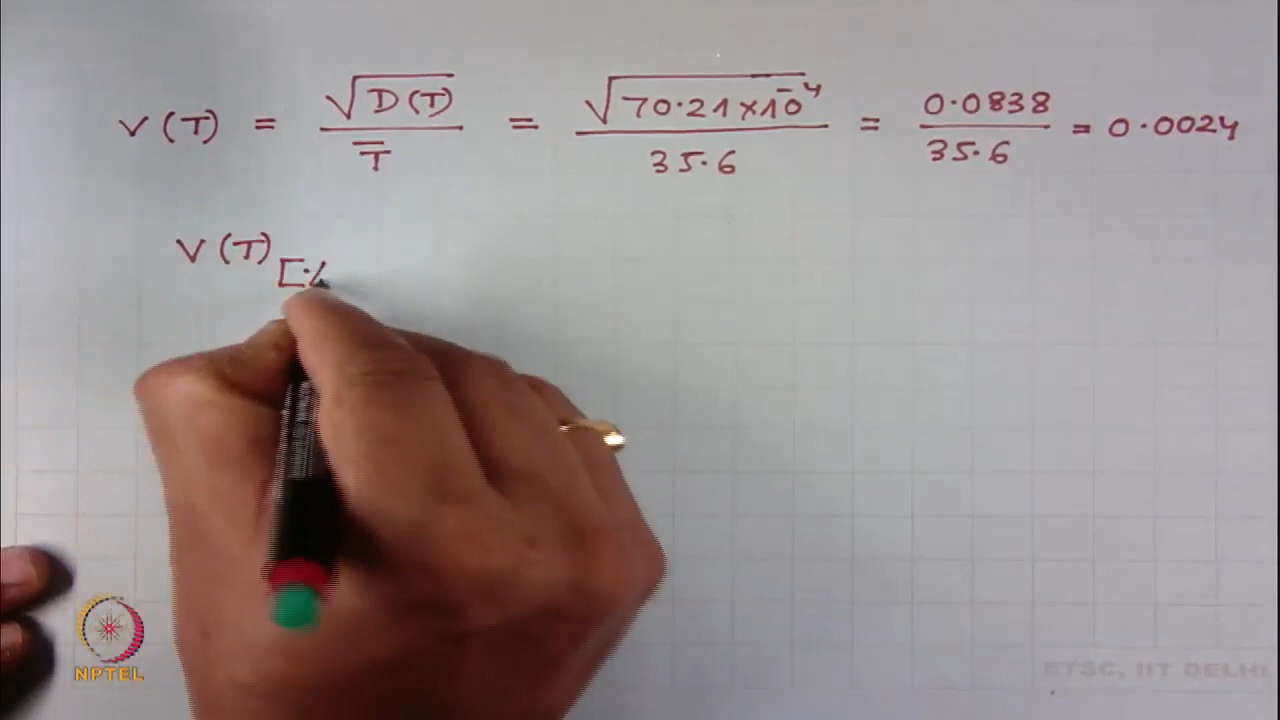 V(T) = √D(T) / T̅ = √70.21×10⁻⁴ / 35.6 = 0.0838 / 35.6 = 0.0024
V(T) [%
NPTEL
ETSC, IIT DELHI